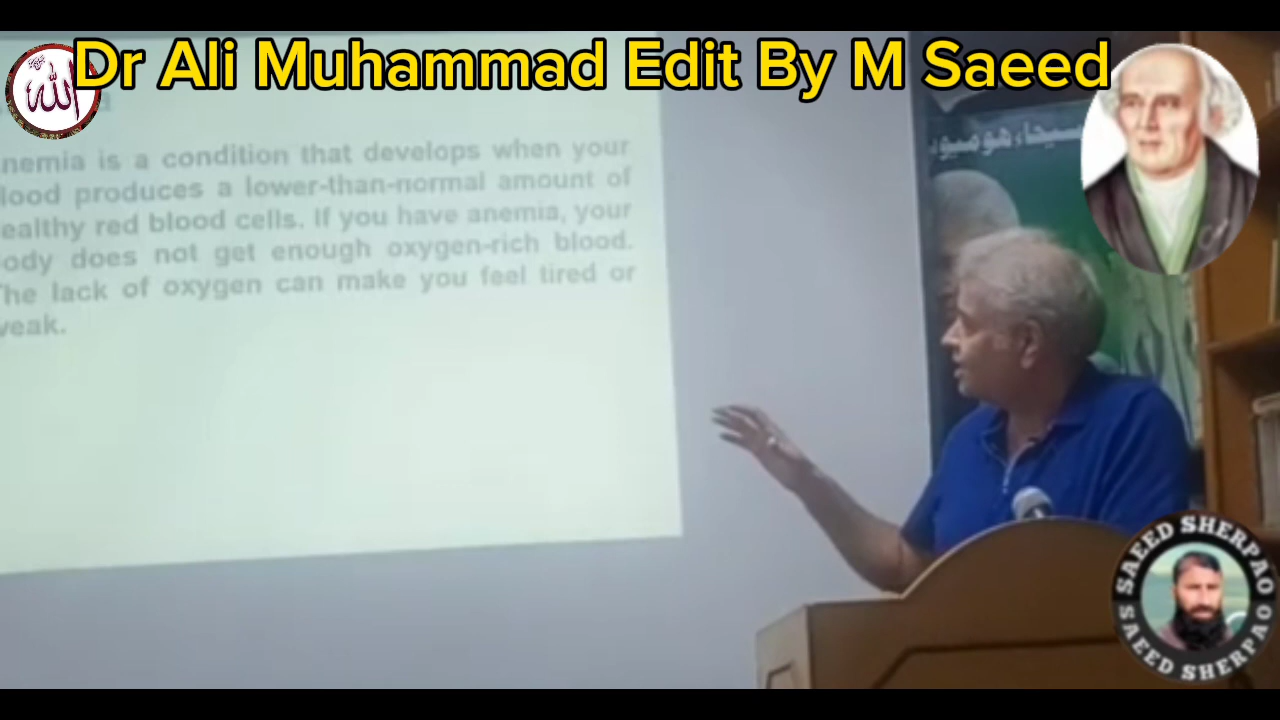 Dr Ali Muhammad Edit By M Saeed
الله
nemia is a condition that develops when your
lood produces a lower-than-normal amount of
ealthy red blood cells. If you have anemia, your
ody does not get enough oxygen-rich blood.
The lack of oxygen can make you feel tired or
weak.
SAEED SHERPAO
SAEED SHERPAO